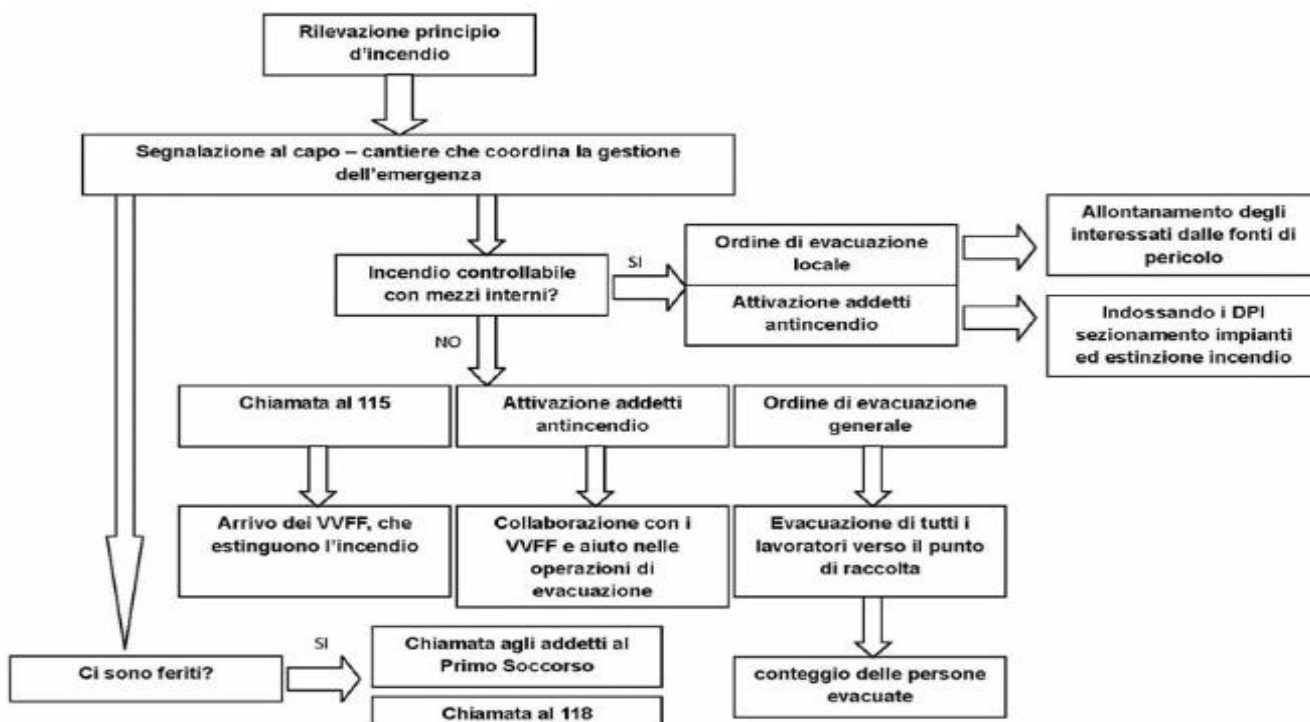 Rilevazione principio
d'incendio
Segnalazione al capo – cantiere che coordina la gestione
dell'emergenza
Incendio controllabile
con mezzi interni?
SI
Ordine di evacuazione
locale
Attivazione addetti
antincendio
Allontanamento degli
interessati dalle fonti di
pericolo
Indossando i DPI
sezionamento impianti
ed estinzione incendio
NO
Chiamata al 115
Attivazione addetti
antincendio
Ordine di evacuazione
generale
Arrivo dei VVFF, che
estinguono l'incendio
Collaborazione con i
VVFF e aiuto nelle
operazioni di
evacuazione
Evacuazione di tutti i
lavoratori verso il punto
di raccolta
Ci sono feriti?
SI
Chiamata agli addetti al
Primo Soccorso
Chiamata al 118
conteggio delle persone
evacuate